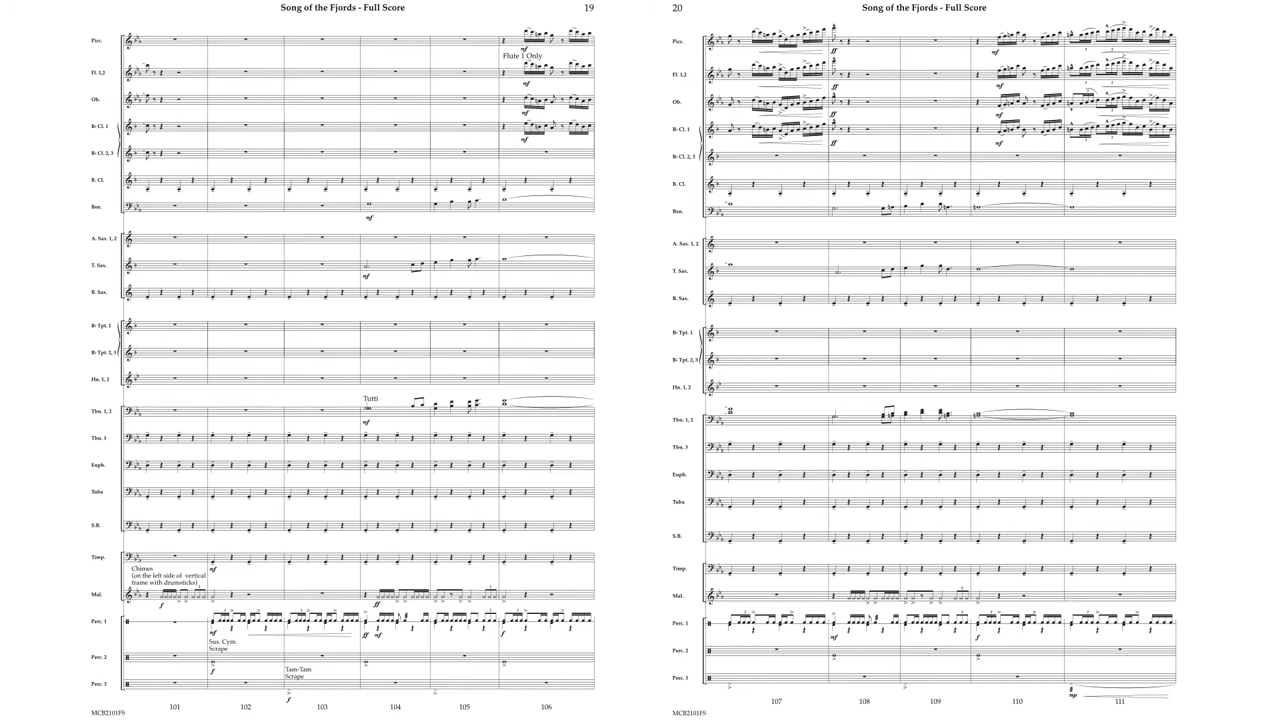 Song of the Fjords - Full Score
19
Picc.
Flute 1 Only
Fl. 1,2
Ob.
B♭ Cl. 1
B♭ Cl. 2, 3
B. Cl.
Bsn.
mf
A. Sax. 1, 2
T. Sax.
mf
B. Sax.
B♭ Tpt. 1
B♭ Tpt. 2, 3
Hn. 1, 2
Tutti
Tbn. 1, 2
mf
Tbn. 3
Euph.
Tuba
S.B.
Timp.
mf
Chimes
(on the left side of vertical
frame with drumsticks)
Mal.
f
ff
Perc. 1
mf
ff
mf
f
Sus. Cym.
Scrape
Perc. 2
f
Tam-Tam
Scrape
Perc. 3
f
101
102
103
104
105
106
MCB2101FS
20
Song of the Fjords - Full Score
Picc.
ff
mf
Fl. 1,2
ff
mf
Ob.
ff
mf
B♭ Cl. 1
ff
mf
B♭ Cl. 2, 3
B. Cl.
Bsn.
A. Sax. 1, 2
T. Sax.
B. Sax.
B♭ Tpt. 1
B♭ Tpt. 2, 3
Hn. 1, 2
Tbn. 1, 2
Tbn. 3
Euph.
Tuba
S.B.
Timp.
Mal.
Perc. 1
mf
f
Perc. 2
Perc. 3
mp
107
108
109
110
111
MCB2101FS